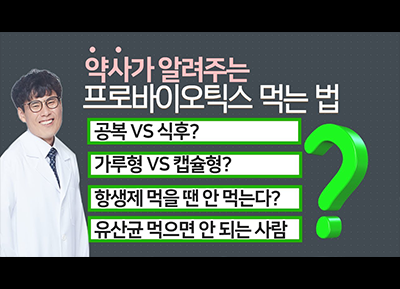 약사가 알려주는
프로바이오틱스 먹는 법
공복 VS 식후?
가루형 VS 캡슐형?
항생제 먹을 땐 안 먹는다?
유산균 먹으면 안 되는 사람
?